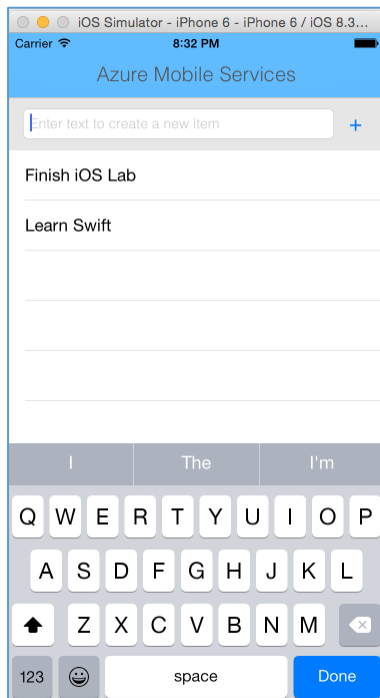 iOS Simulator - iPhone 6 - iPhone 6 / iOS 8.3...
Carrier 8:32 PM
Azure Mobile Services
Enter text to create a new item +
Finish iOS Lab
Learn Swift
I The I'm
Q W E R T Y U I O P
A S D F G H J K L
Z X C V B N M
123 space Done